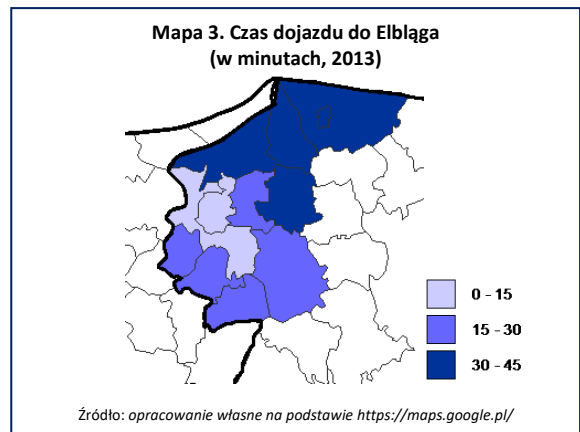 Mapa 3. Czas dojazdu do Elbląga
(w minutach, 2013)
0 - 15
15 - 30
30 - 45
Źródło: opracowanie własne na podstawie https://maps.google.pl/